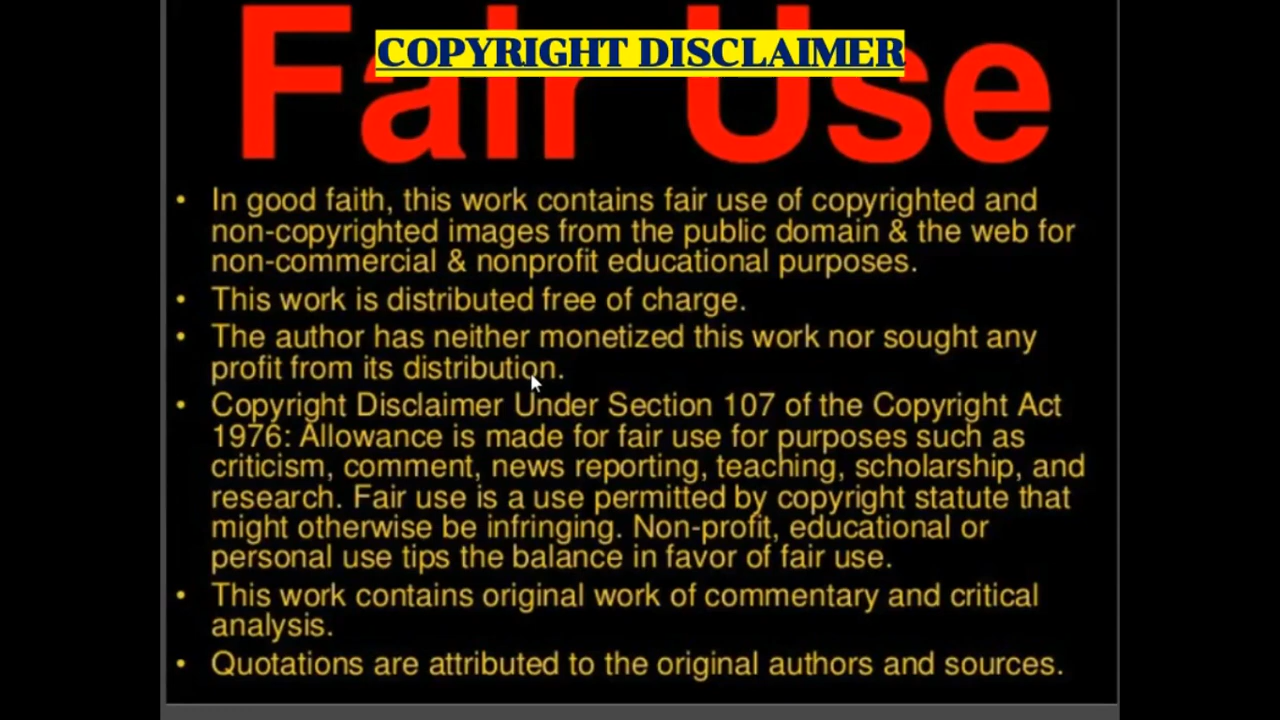 Fair Use
COPYRIGHT DISCLAIMER
• In good faith, this work contains fair use of copyrighted and
non-copyrighted images from the public domain & the web for
non-commercial & nonprofit educational purposes.
• This work is distributed free of charge.
• The author has neither monetized this work nor sought any
profit from its distribution.
• Copyright Disclaimer Under Section 107 of the Copyright Act
1976: Allowance is made for fair use for purposes such as
criticism, comment, news reporting, teaching, scholarship, and
research. Fair use is a use permitted by copyright statute that
might otherwise be infringing. Non-profit, educational or
personal use tips the balance in favor of fair use.
• This work contains original work of commentary and critical
analysis.
• Quotations are attributed to the original authors and sources.